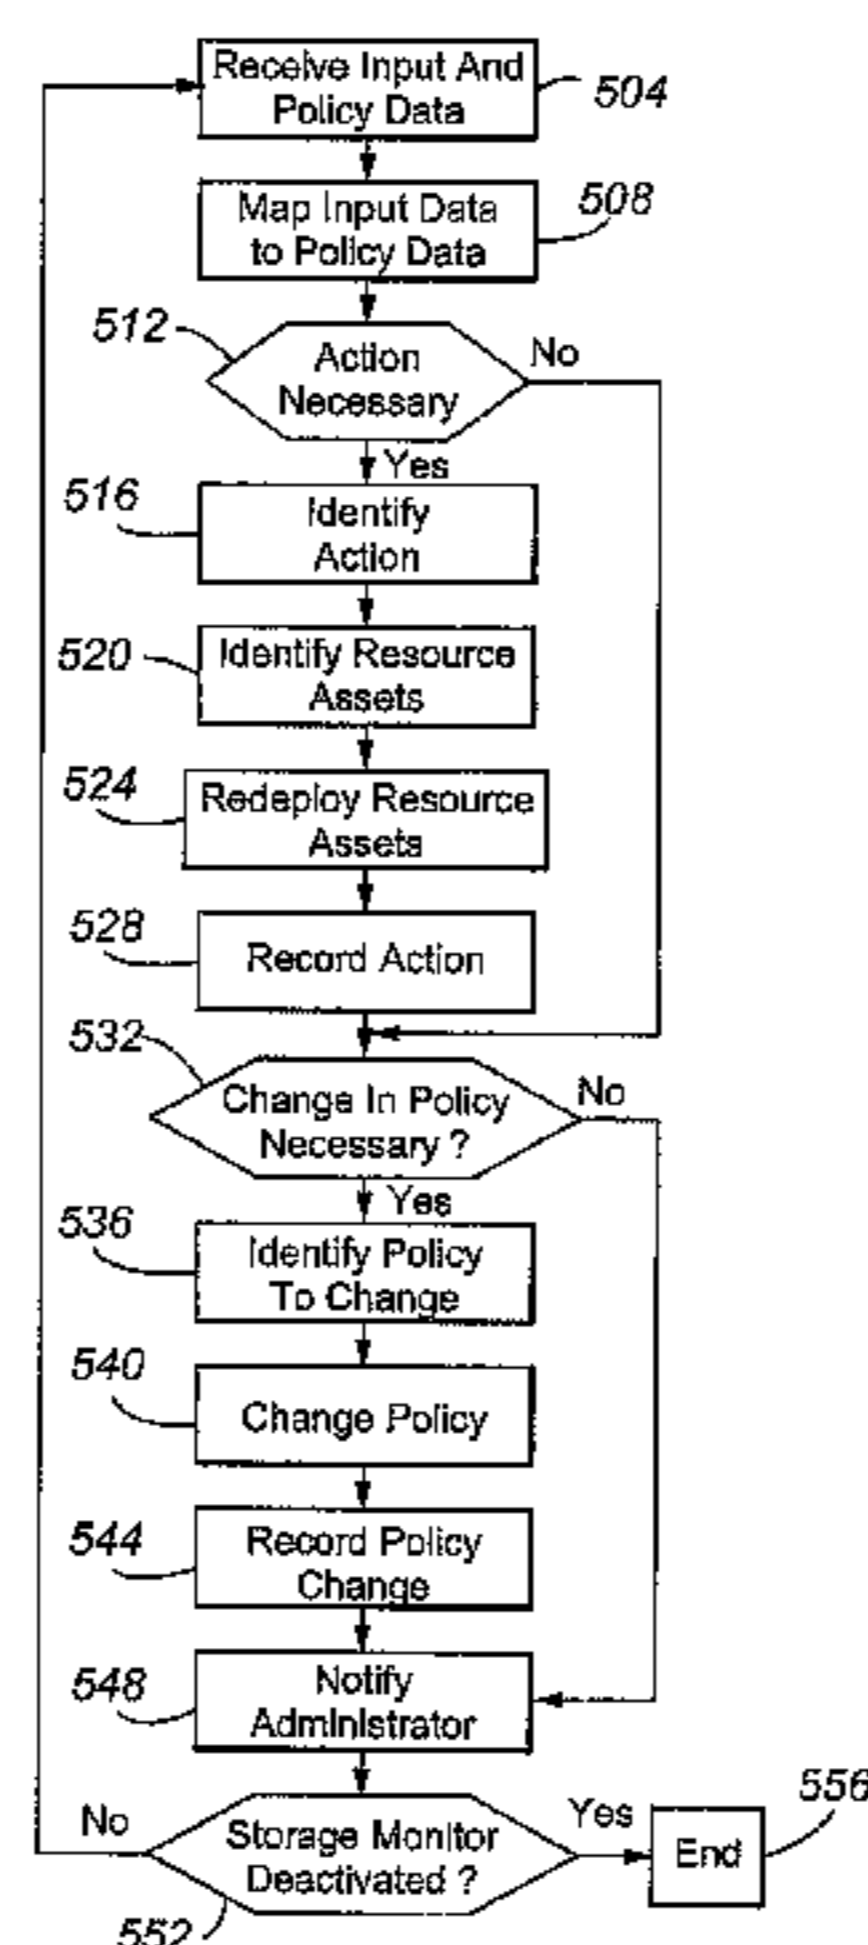 Receive Input And
Policy Data
504
Map Input Data
to Policy Data
508
512
Action
Necessary
No
Yes
516
Identify
Action
520
Identify Resource
Assets
524
Redeploy Resource
Assets
528
Record Action
532
Change In Policy
Necessary ?
No
Yes
536
Identify Policy
To Change
540
Change Policy
544
Record Policy
Change
548
Notify
Administrator
No
Storage Monitor
Deactivated ?
Yes
End
556
552